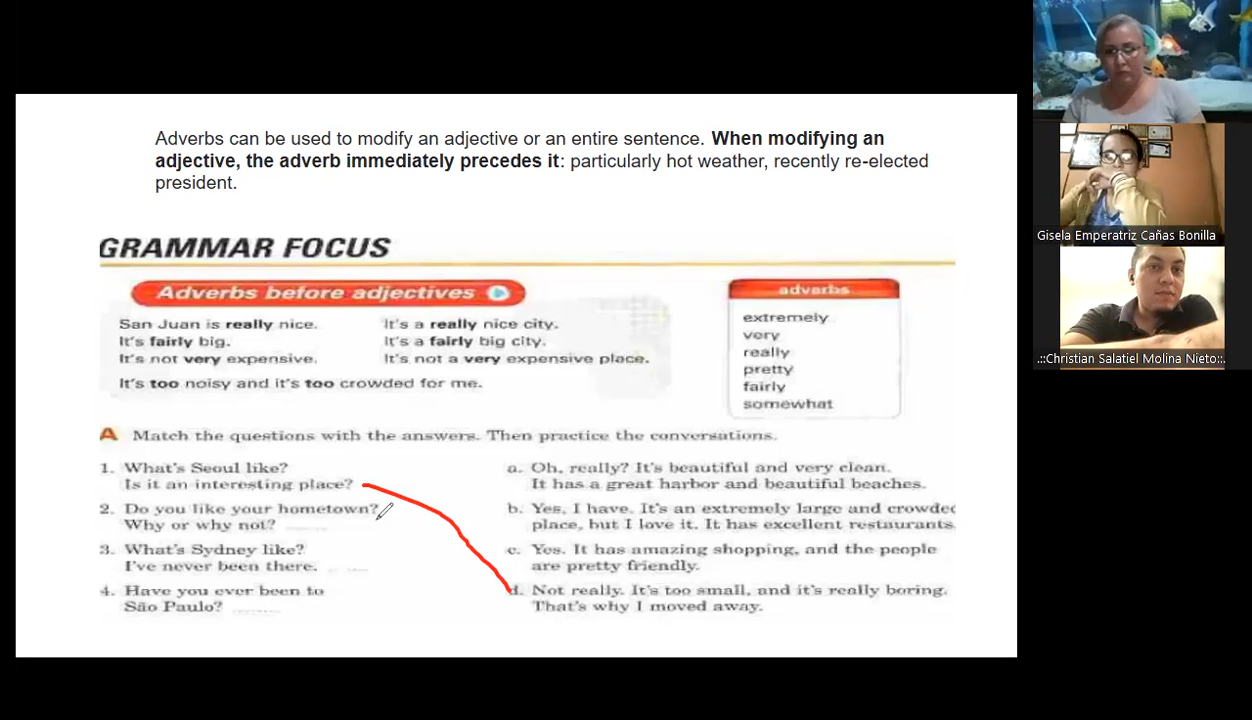 Adverbs can be used to modify an adjective or an entire sentence. When modifying an
adjective, the adverb immediately precedes it: particularly hot weather, recently re-elected
president.
GRAMMAR FOCUS
Adverbs before adjectives
San Juan is really nice.
It's a really nice city.
It's fairly big.
It's a fairly big city.
It's not very expensive.
It's not a very expensive place.
It's too noisy and it's too crowded for me.
adverbs
extremely
very
really
pretty
fairly
somewhat
A Match the questions with the answers. Then practice the conversations.
1. What's Seoul like?
Is it an interesting place?
2. Do you like your hometown?
Why or why not?
3. What's Sydney like?
I've never been there.
4. Have you ever been to
São Paulo?
a. Oh, really? It's beautiful and very clean.
It has a great harbor and beautiful beaches.
b. Yes, I have. It's an extremely large and crowded
place, but I love it. It has excellent restaurants.
c. Yes. It has amazing shopping, and the people
are pretty friendly.
d. Not really. It's too small, and it's really boring.
That's why I moved away.
Gisela Emperatriz Cañas Bonilla
.::Christian Salatiel Molina Nieto::.